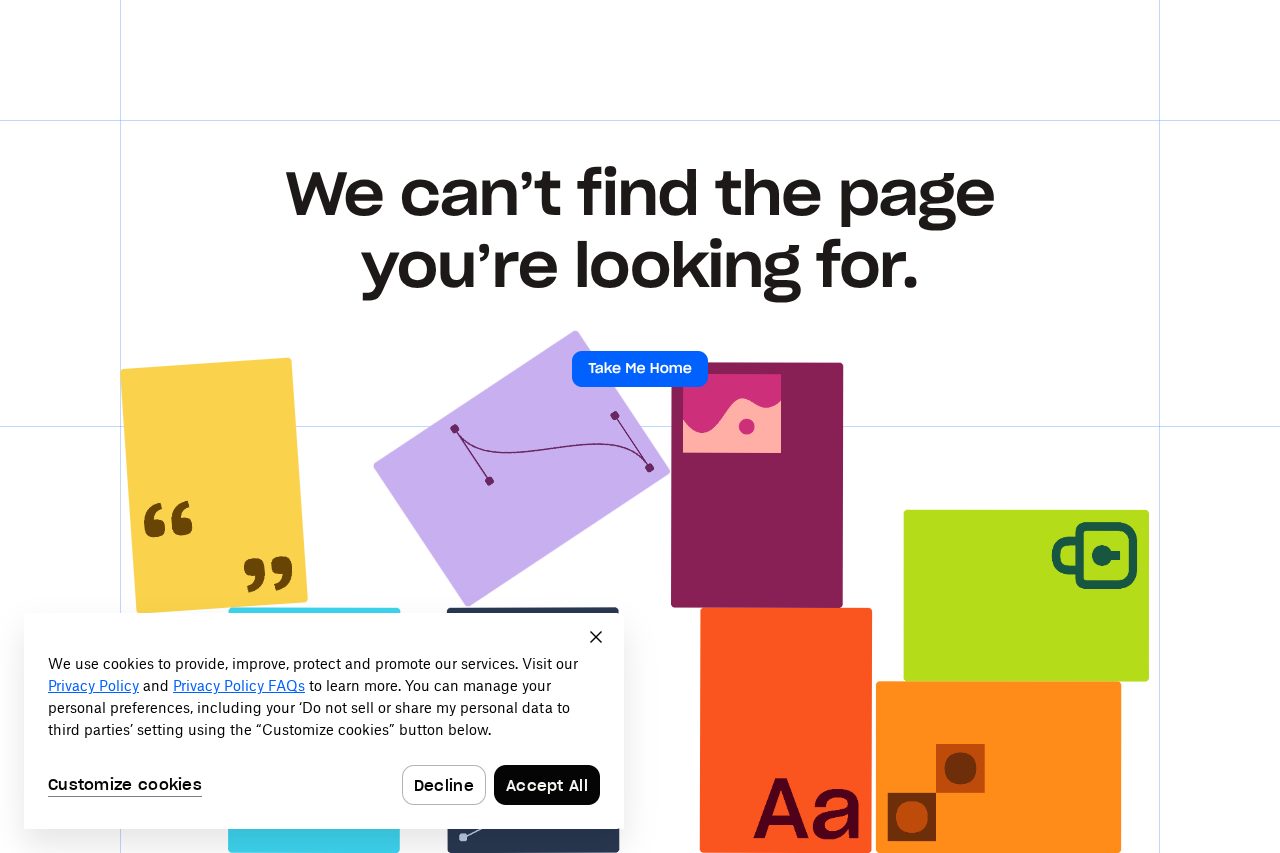 We can’t find the page
you’re looking for.
Take Me Home
“
”
We use cookies to provide, improve, protect and promote our services. Visit our
Privacy Policy and Privacy Policy FAQs to learn more. You can manage your
personal preferences, including your ‘Do not sell or share my personal data to
third parties’ setting using the “Customize cookies” button below.
Customize cookies
Decline
Accept All
Aa